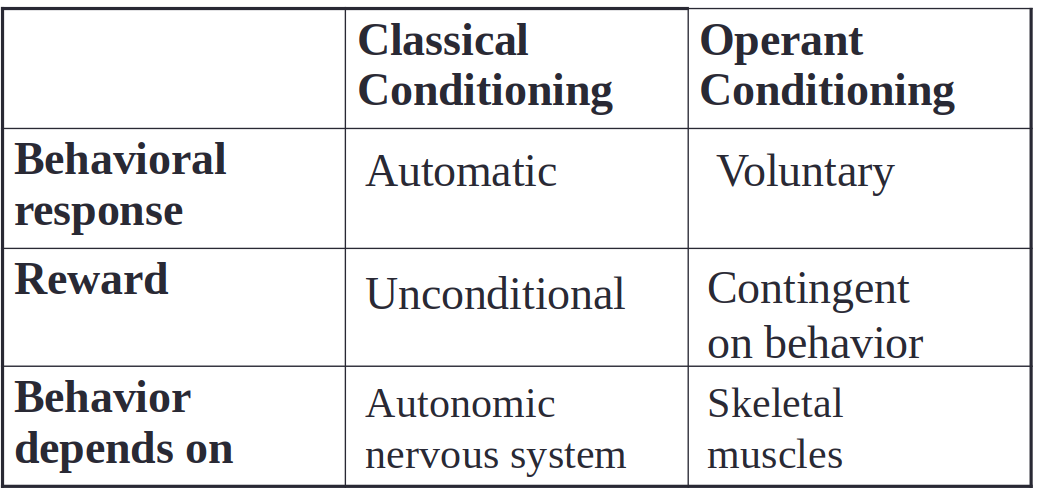 Classical
Conditioning
Operant
Conditioning
Behavioral
response
Automatic
Voluntary
Reward
Unconditional
Contingent
on behavior
Behavior
depends on
Autonomic
nervous system
Skeletal
muscles